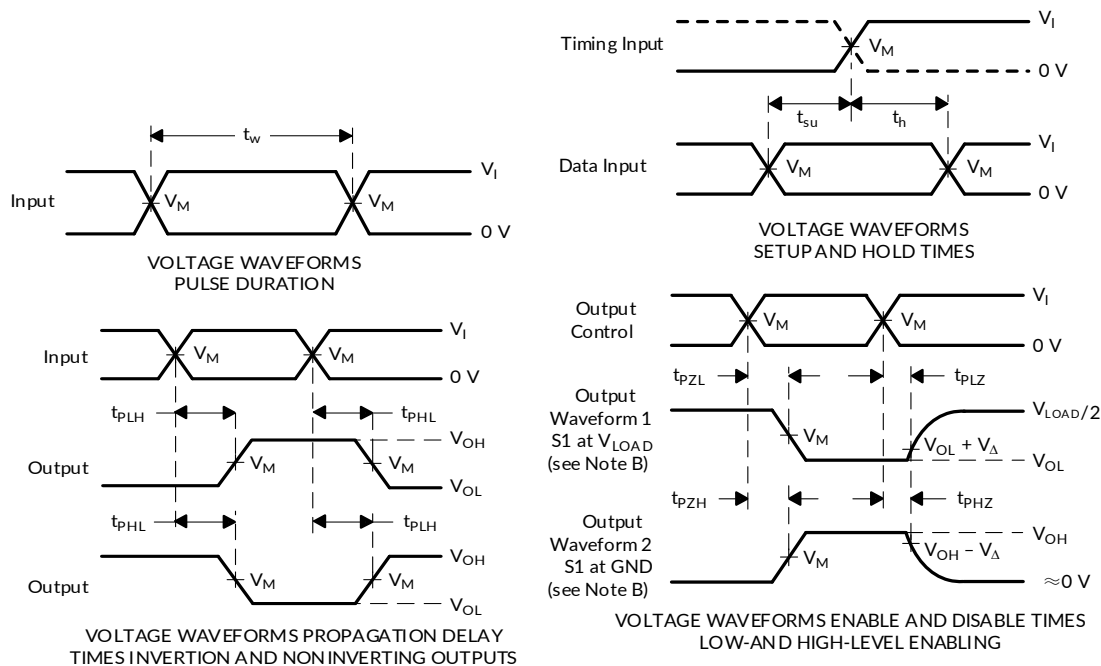 t_w
Input
V_I
V_M
V_M
0 V
VOLTAGE WAVEFORMS
PULSE DURATION
Timing Input
V_I
V_M
0 V
t_su
t_h
Data Input
V_I
V_M
V_M
0 V
VOLTAGE WAVEFORMS
SETUP AND HOLD TIMES
Input
V_I
V_M
V_M
0 V
t_PLH
t_PHL
Output
V_OH
V_M
V_M
V_OL
t_PHL
t_PLH
Output
V_OH
V_M
V_M
V_OL
VOLTAGE WAVEFORMS PROPAGATION DELAY
TIMES INVERTION AND NONINVERTING OUTPUTS
Output
Control
V_I
V_M
V_M
0 V
t_PZL
t_PLZ
Output
Waveform 1
S1 at V_LOAD
(see Note B)
V_LOAD/2
V_M
V_OL + V_Δ
V_OL
t_PZH
t_PHZ
Output
Waveform 2
S1 at GND
(see Note B)
V_OH
V_M
V_OH – V_Δ
≈0 V
VOLTAGE WAVEFORMS ENABLE AND DISABLE TIMES
LOW-AND HIGH-LEVEL ENABLING